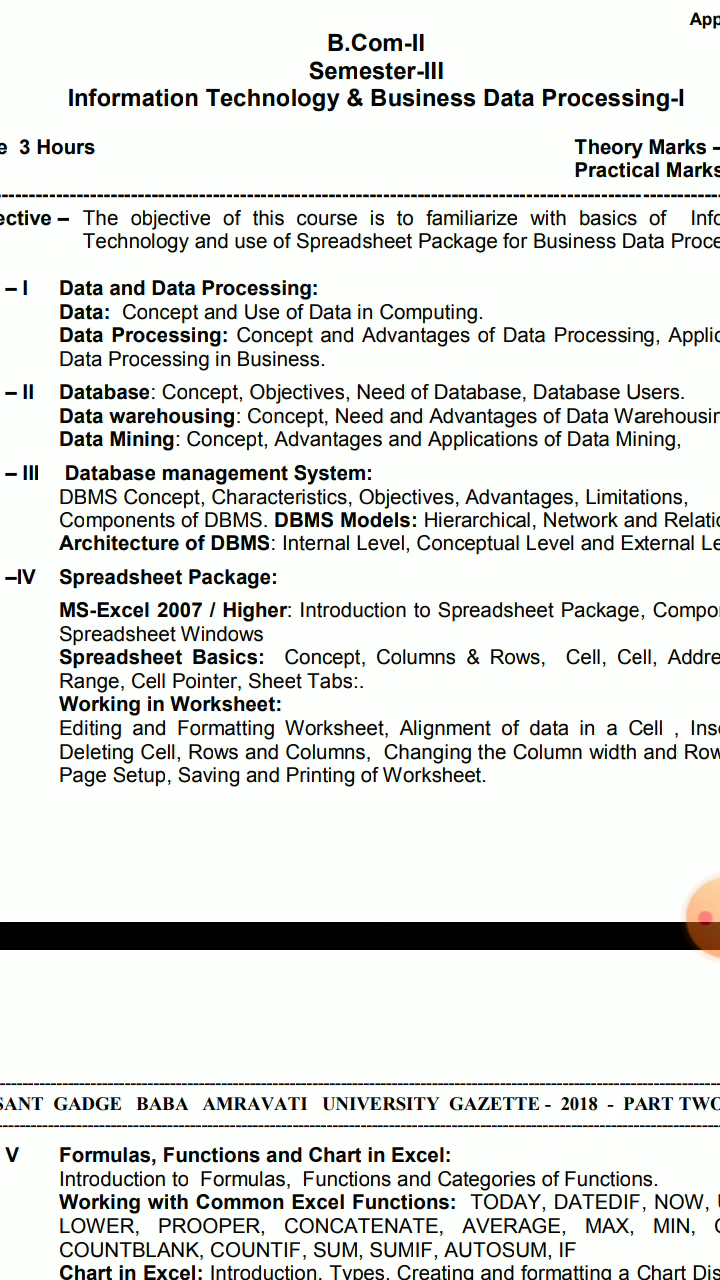 App
B.Com-II
Semester-III
Information Technology & Business Data Processing-I
e 3 Hours
Theory Marks –
Practical Marks
ective – The objective of this course is to familiarize with basics of Info
Technology and use of Spreadsheet Package for Business Data Proce
– I Data and Data Processing:
Data: Concept and Use of Data in Computing.
Data Processing: Concept and Advantages of Data Processing, Applic
Data Processing in Business.
– II Database: Concept, Objectives, Need of Database, Database Users.
Data warehousing: Concept, Need and Advantages of Data Warehousin
Data Mining: Concept, Advantages and Applications of Data Mining,
– III Database management System:
DBMS Concept, Characteristics, Objectives, Advantages, Limitations,
Components of DBMS. DBMS Models: Hierarchical, Network and Relatio
Architecture of DBMS: Internal Level, Conceptual Level and External Le
–IV Spreadsheet Package:
MS-Excel 2007 / Higher: Introduction to Spreadsheet Package, Compo
Spreadsheet Windows
Spreadsheet Basics: Concept, Columns & Rows, Cell, Cell, Addre
Range, Cell Pointer, Sheet Tabs:.
Working in Worksheet:
Editing and Formatting Worksheet, Alignment of data in a Cell , Inse
Deleting Cell, Rows and Columns, Changing the Column width and Row
Page Setup, Saving and Printing of Worksheet.
SANT GADGE BABA AMRAVATI UNIVERSITY GAZETTE - 2018 - PART TWO
V Formulas, Functions and Chart in Excel:
Introduction to Formulas, Functions and Categories of Functions.
Working with Common Excel Functions: TODAY, DATEDIF, NOW, U
LOWER, PROOPER, CONCATENATE, AVERAGE, MAX, MIN, C
COUNTBLANK, COUNTIF, SUM, SUMIF, AUTOSUM, IF
Chart in Excel: Introduction, Types, Creating and formatting a Chart Dis